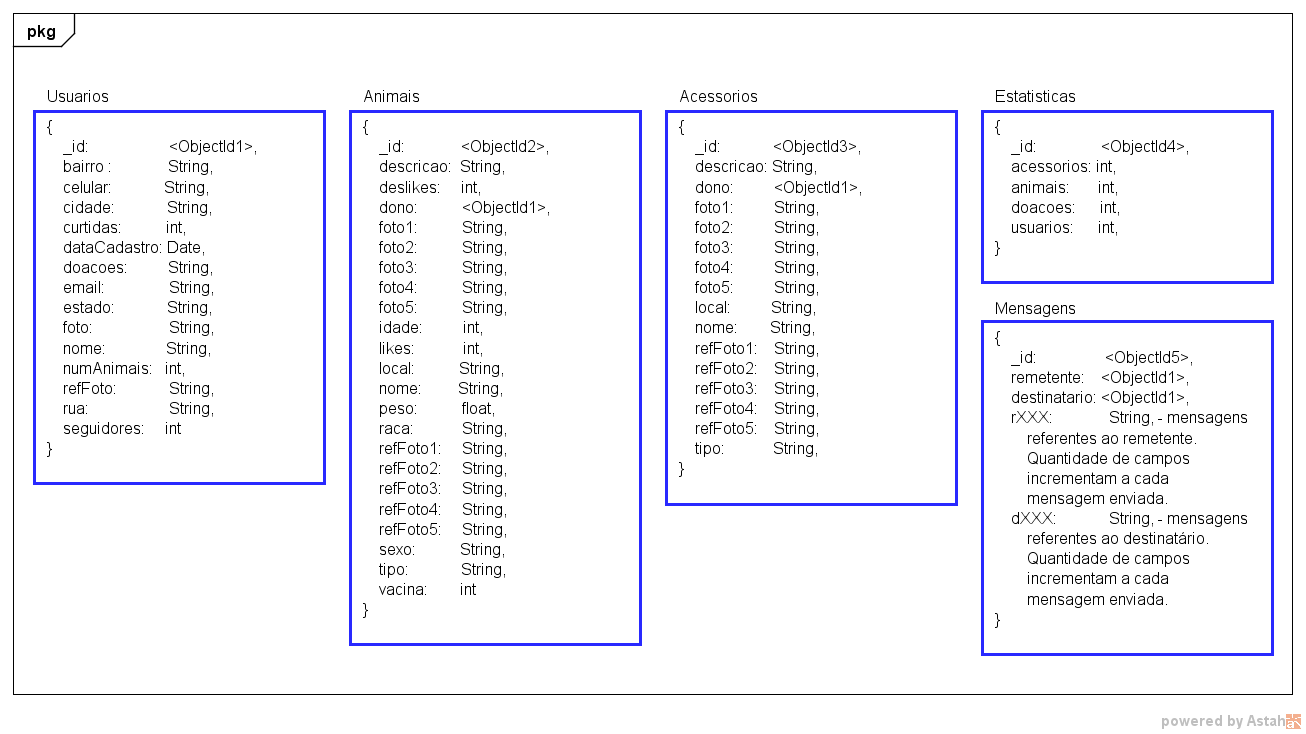 pkg
Usuarios
{
_id: <ObjectId1>,
bairro : String,
celular: String,
cidade: String,
curtidas: int,
dataCadastro: Date,
doacoes: String,
email: String,
estado: String,
foto: String,
nome: String,
numAnimais: int,
refFoto: String,
rua: String,
seguidores: int
}
Animais
{
_id: <ObjectId2>,
descricao: String,
deslikes: int,
dono: <ObjectId1>,
foto1: String,
foto2: String,
foto3: String,
foto4: String,
foto5: String,
idade: int,
likes: int,
local: String,
nome: String,
peso: float,
raca: String,
refFoto1: String,
refFoto2: String,
refFoto3: String,
refFoto4: String,
refFoto5: String,
sexo: String,
tipo: String,
vacina: int
}
Acessorios
{
_id: <ObjectId3>,
descricao: String,
dono: <ObjectId1>,
foto1: String,
foto2: String,
foto3: String,
foto4: String,
foto5: String,
local: String,
nome: String,
refFoto1: String,
refFoto2: String,
refFoto3: String,
refFoto4: String,
refFoto5: String,
tipo: String,
}
Estatisticas
{
_id: <ObjectId4>,
acessorios: int,
animais: int,
doacoes: int,
usuarios: int,
}
Mensagens
{
_id: <ObjectId5>,
remetente: <ObjectId1>,
destinatario: <ObjectId1>,
rXXX: String, - mensagens
referentes ao remetente.
Quantidade de campos
incrementam a cada
mensagem enviada.
dXXX: String, - mensagens
referentes ao destinatário.
Quantidade de campos
incrementam a cada
mensagem enviada.
}
powered by Astah